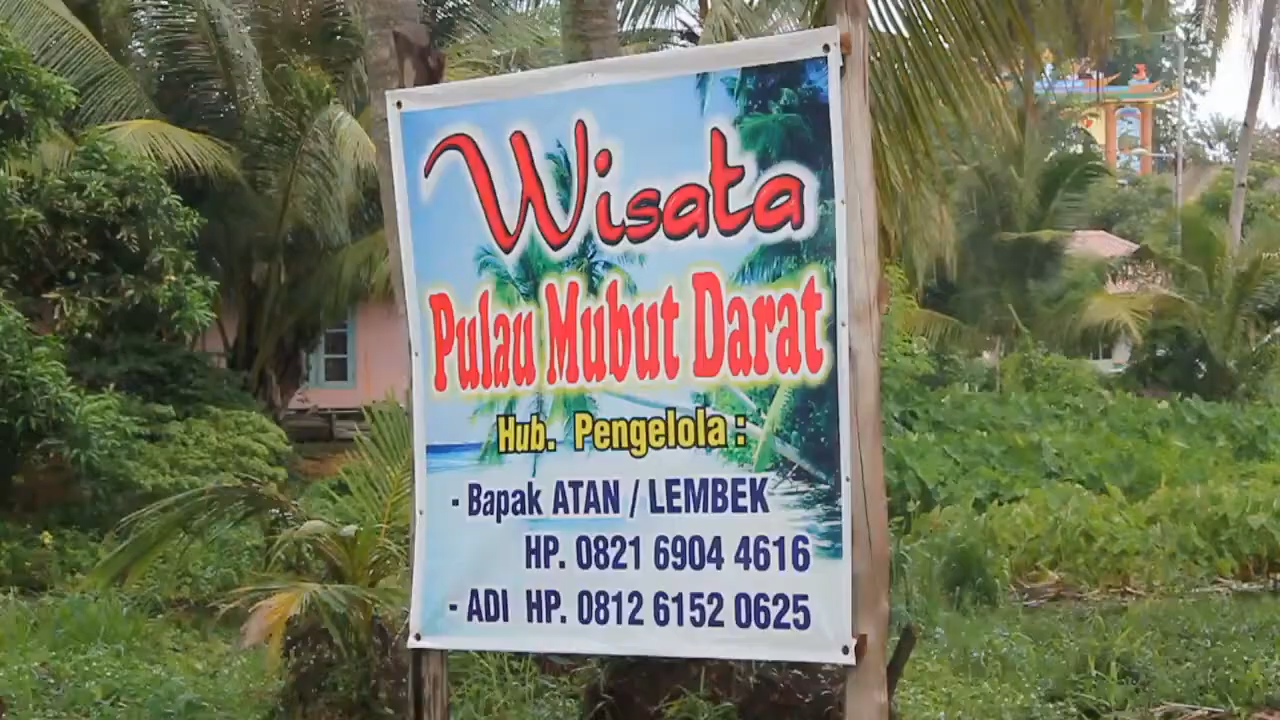 Wisata
Pulau Mubut Darat
Hub. Pengelola :
- Bapak ATAN / LEMBEK
HP. 0821 6904 4616
- ADI HP. 0812 6152 0625